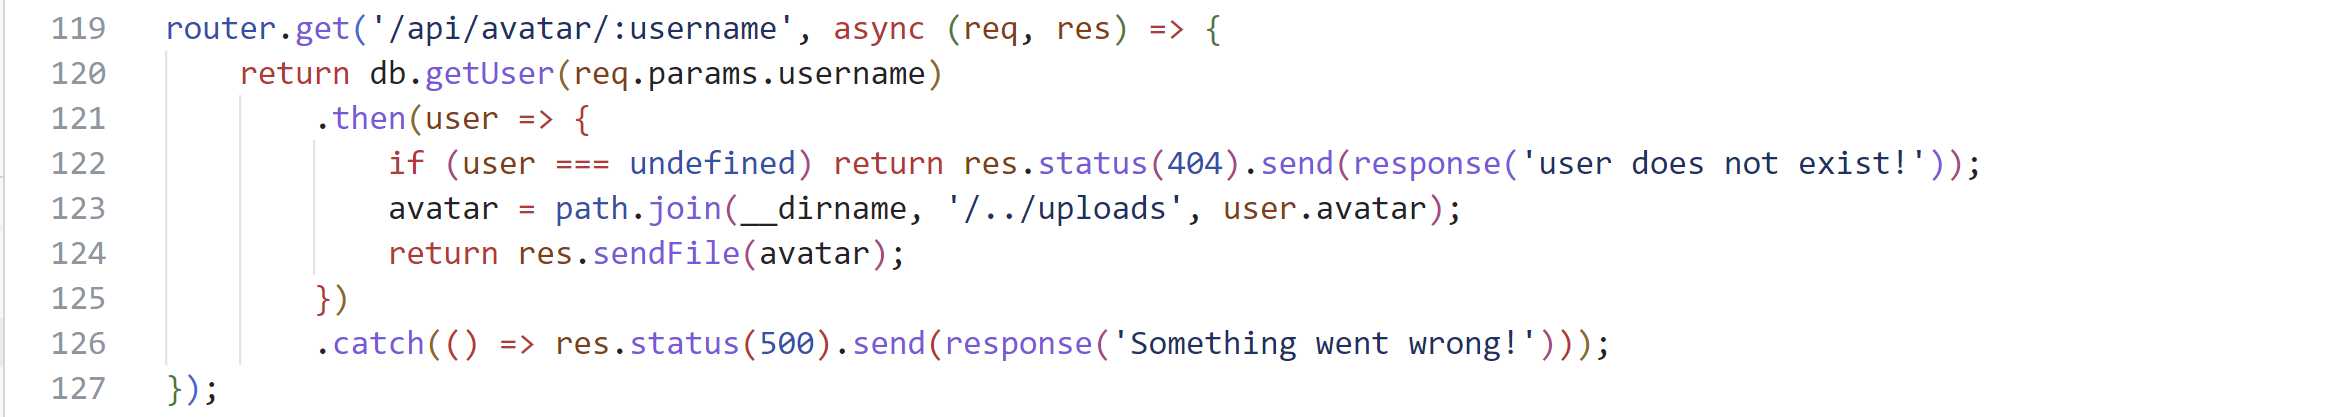 119 router.get('/api/avatar/:username', async (req, res) => {
120     return db.getUser(req.params.username)
121         .then(user => {
122             if (user === undefined) return res.status(404).send(response('user does not exist!'));
123             avatar = path.join(__dirname, '/../uploads', user.avatar);
124             return res.sendFile(avatar);
125         })
126         .catch(() => res.status(500).send(response('Something went wrong!')));
127 });